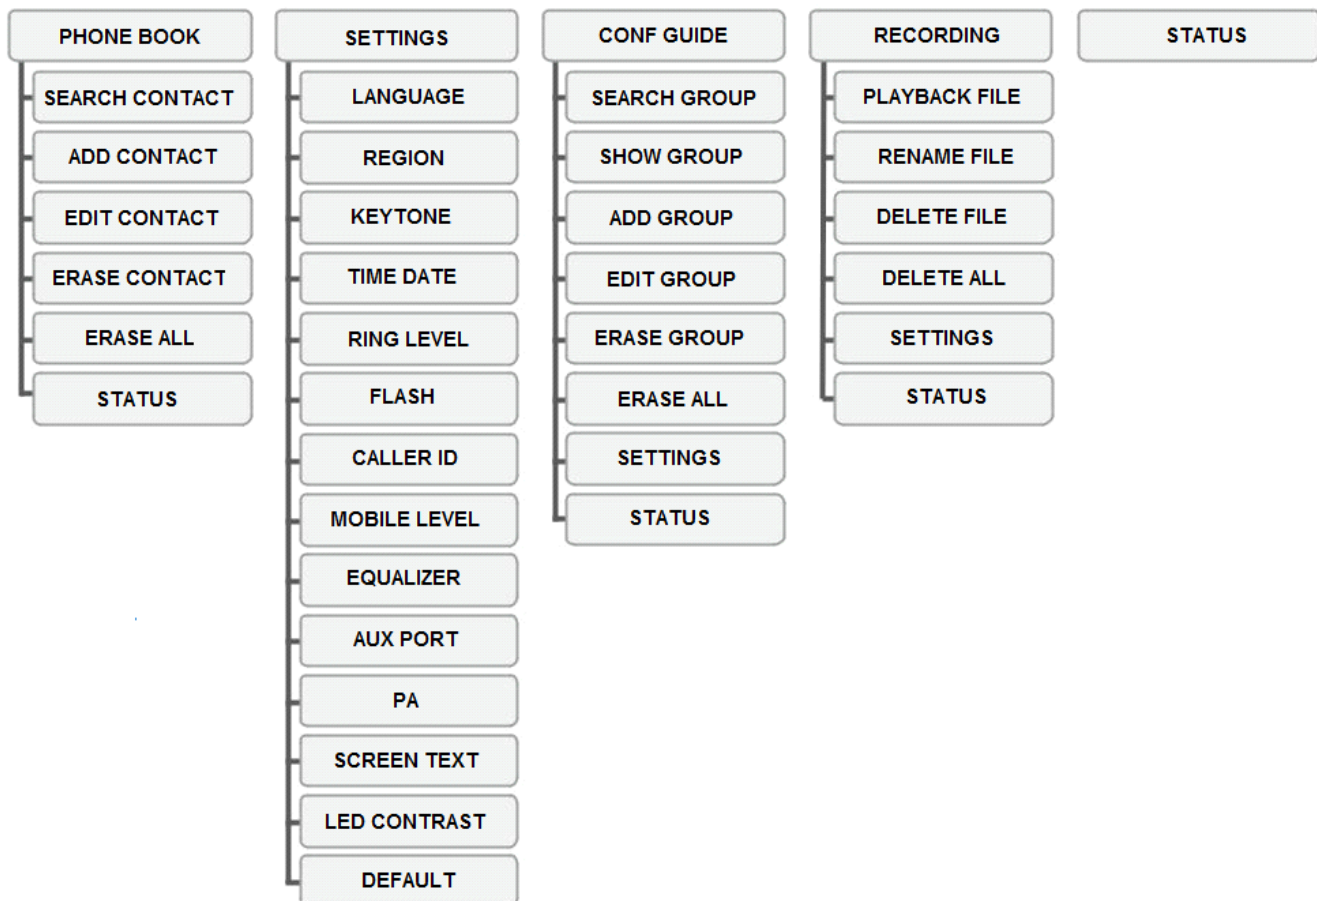 PHONE BOOK
SEARCH CONTACT
ADD CONTACT
EDIT CONTACT
ERASE CONTACT
ERASE ALL
STATUS
SETTINGS
LANGUAGE
REGION
KEYTONE
TIME DATE
RING LEVEL
FLASH
CALLER ID
MOBILE LEVEL
EQUALIZER
AUX PORT
PA
SCREEN TEXT
LED CONTRAST
DEFAULT
CONF GUIDE
SEARCH GROUP
SHOW GROUP
ADD GROUP
EDIT GROUP
ERASE GROUP
ERASE ALL
SETTINGS
STATUS
RECORDING
PLAYBACK FILE
RENAME FILE
DELETE FILE
DELETE ALL
SETTINGS
STATUS
STATUS